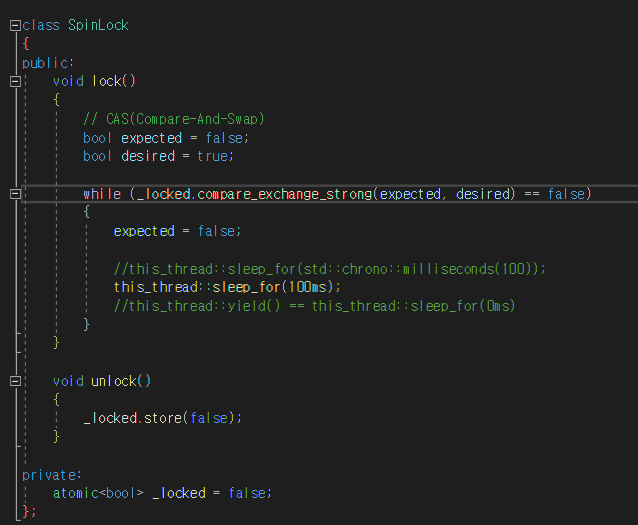 class SpinLock
{
public:
void lock()
{
// CAS(Compare-And-Swap)
bool expected = false;
bool desired = true;
while (_locked.compare_exchange_strong(expected, desired) == false)
{
expected = false;
//this_thread::sleep_for(std::chrono::milliseconds(100));
this_thread::sleep_for(100ms);
//this_thread::yield() == this_thread::sleep_for(0ms)
}
}
void unlock()
{
_locked.store(false);
}
private:
atomic<bool> _locked = false;
};